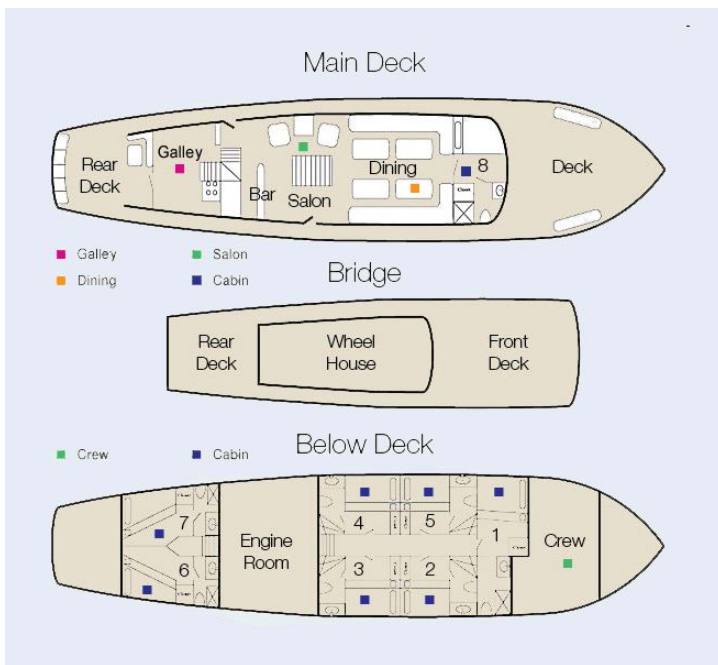 Main Deck
Rear
Deck
Galley
Bar
Salon
Dining
8
Deck
Galley
Salon
Dining
Cabin
Bridge
Rear
Deck
Wheel
House
Front
Deck
Below Deck
Crew
Cabin
7
6
Engine
Room
4
5
3
2
1
Crew